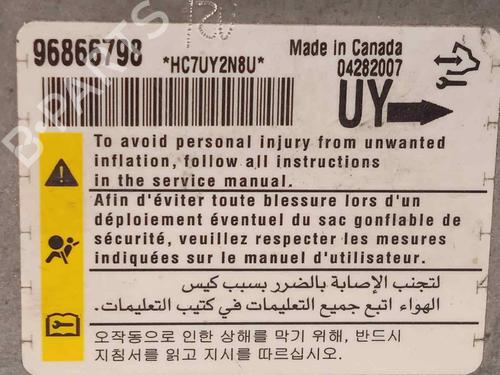 96866798
*HC7UY2N8U*
Made in Canada
04282007
UY
To avoid personal injury from unwanted
inflation, follow all instructions
in the service manual.
Afin d'éviter toute blessure lors d'un
déploiement éventuel du sac gonflable de
sécurité, veuillez respecter les mesures
indiquées sur le manuel d'utilisateur.
لتجنب الإصابة بالضرر بسبب كيس
الهواء اتبع جميع التعليمات في كتيب التعليمات.
오작동으로 인한 상해를 막기 위해, 반드시
지침서를 읽고 지시를 따르십시오.
B-PARTS